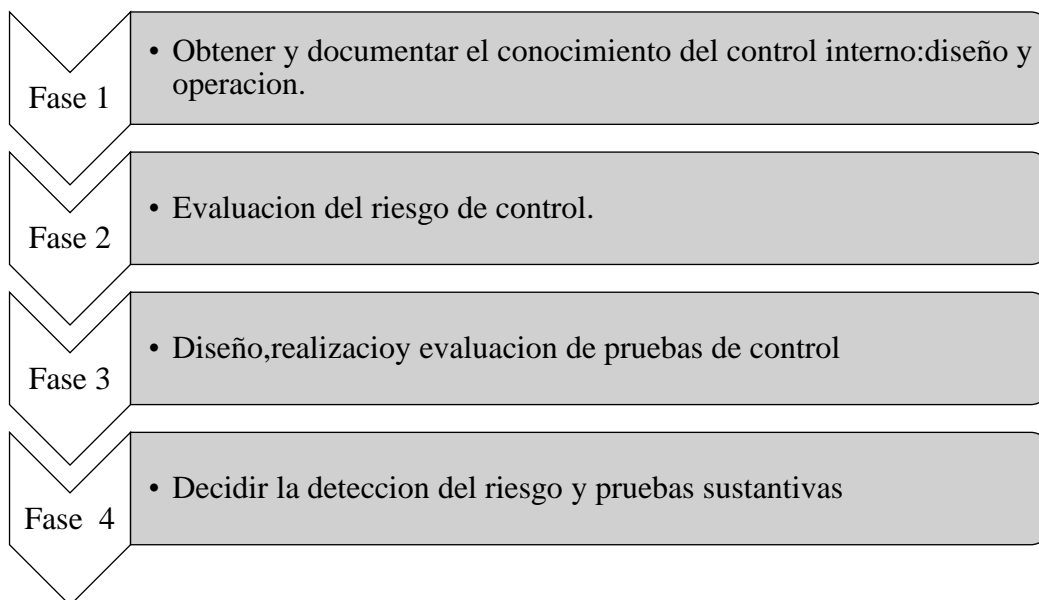 Fase 1
• Obtener y documentar el conocimiento del control interno:diseño y
operacion.
Fase 2
• Evaluacion del riesgo de control.
Fase 3
• Diseño,realizacioy evaluacion de pruebas de control
Fase 4
• Decidir la deteccion del riesgo y pruebas sustantivas